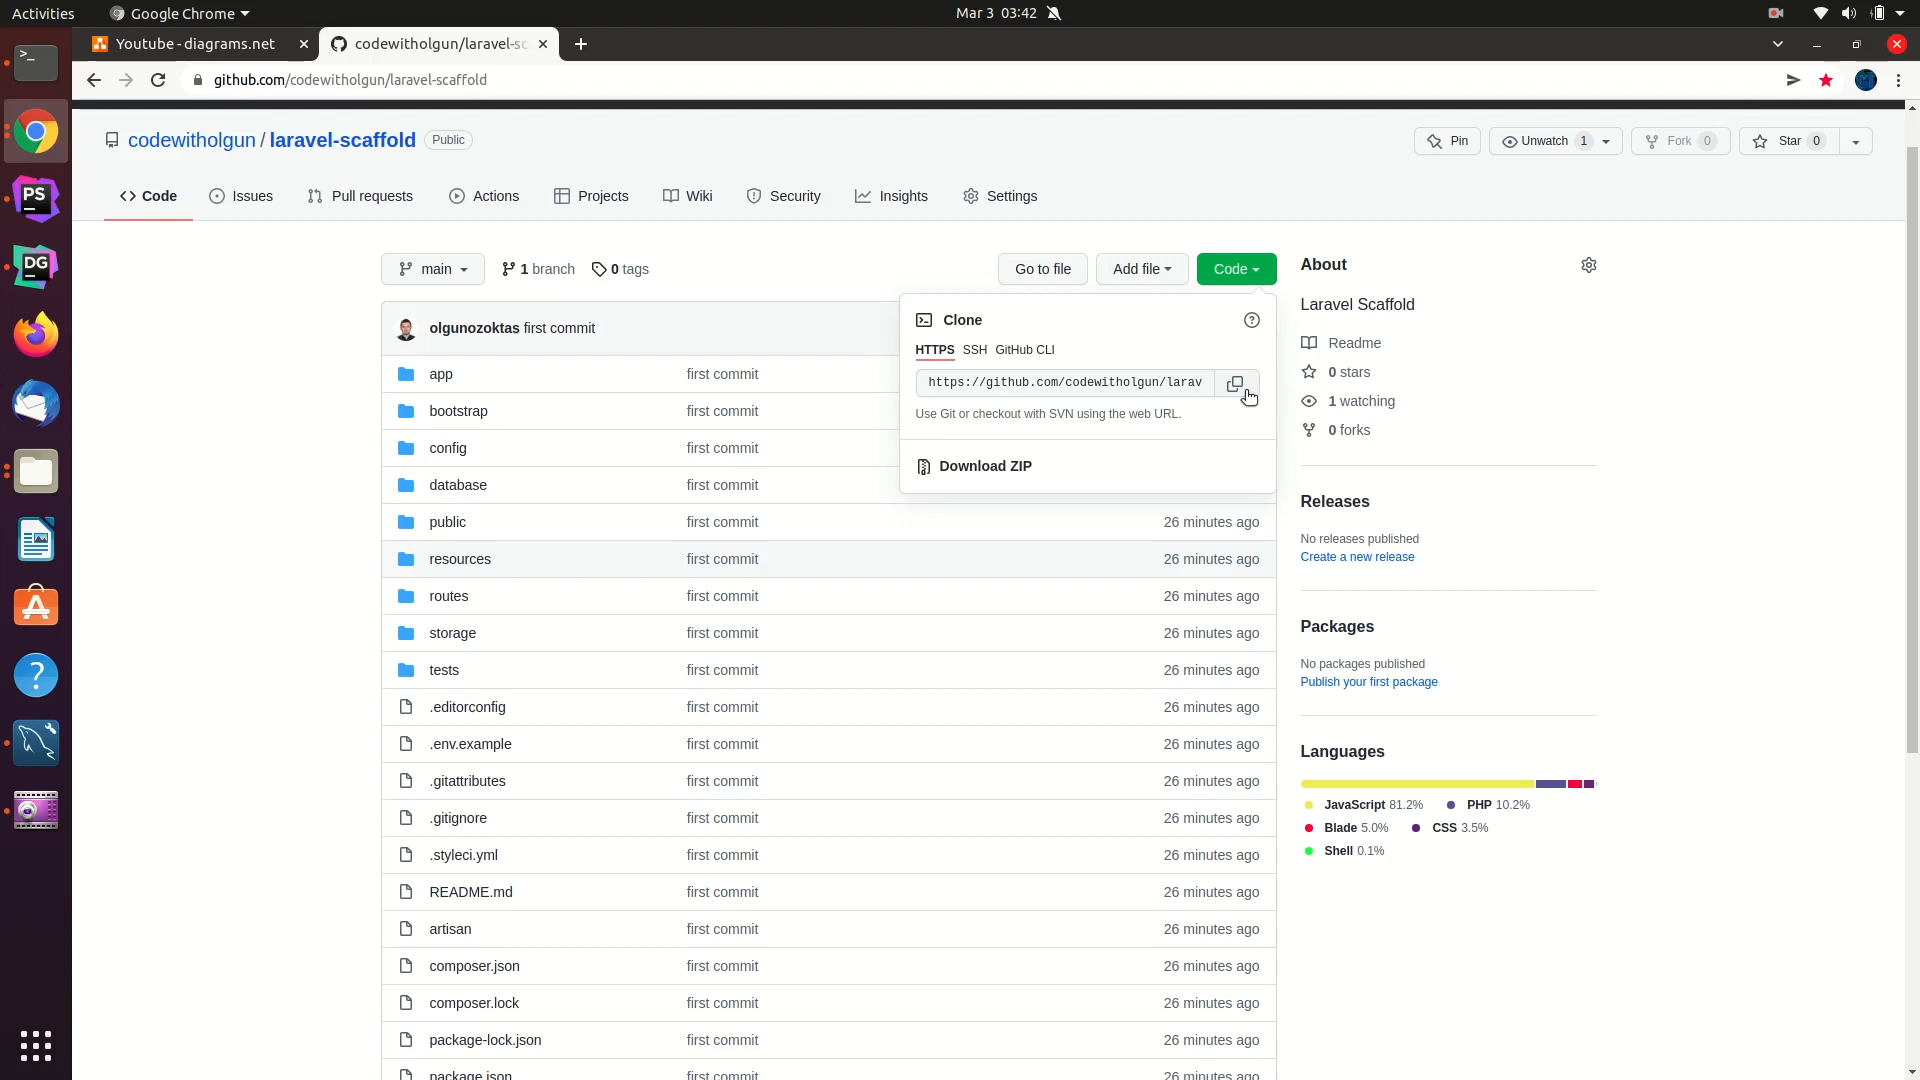 Activities
Google Chrome
Mar 3 03:42
Youtube - diagrams.net
codewitholgun/laravel-sc
github.com/codewitholgun/laravel-scaffold
codewitholgun / laravel-scaffold Public
Pin
Unwatch 1
Fork 0
Star 0
Code
Issues
Pull requests
Actions
Projects
Wiki
Security
Insights
Settings
main
1 branch
0 tags
Go to file
Add file
Code
olgunozoktas first commit
Clone
HTTPS SSH GitHub CLI
https://github.com/codewitholgun/larav
Use Git or checkout with SVN using the web URL.
Download ZIP
app first commit
bootstrap first commit
config first commit
database first commit
public first commit 26 minutes ago
resources first commit 26 minutes ago
routes first commit 26 minutes ago
storage first commit 26 minutes ago
tests first commit 26 minutes ago
.editorconfig first commit 26 minutes ago
.env.example first commit 26 minutes ago
.gitattributes first commit 26 minutes ago
.gitignore first commit 26 minutes ago
.styleci.yml first commit 26 minutes ago
README.md first commit 26 minutes ago
artisan first commit 26 minutes ago
composer.json first commit 26 minutes ago
composer.lock first commit 26 minutes ago
package-lock.json first commit 26 minutes ago
package.json first commit 26 minutes ago
About
Laravel Scaffold
Readme
0 stars
1 watching
0 forks
Releases
No releases published
Create a new release
Packages
No packages published
Publish your first package
Languages
JavaScript 81.2% PHP 10.2%
Blade 5.0% CSS 3.5%
Shell 0.1%
>_
PS
DG
?